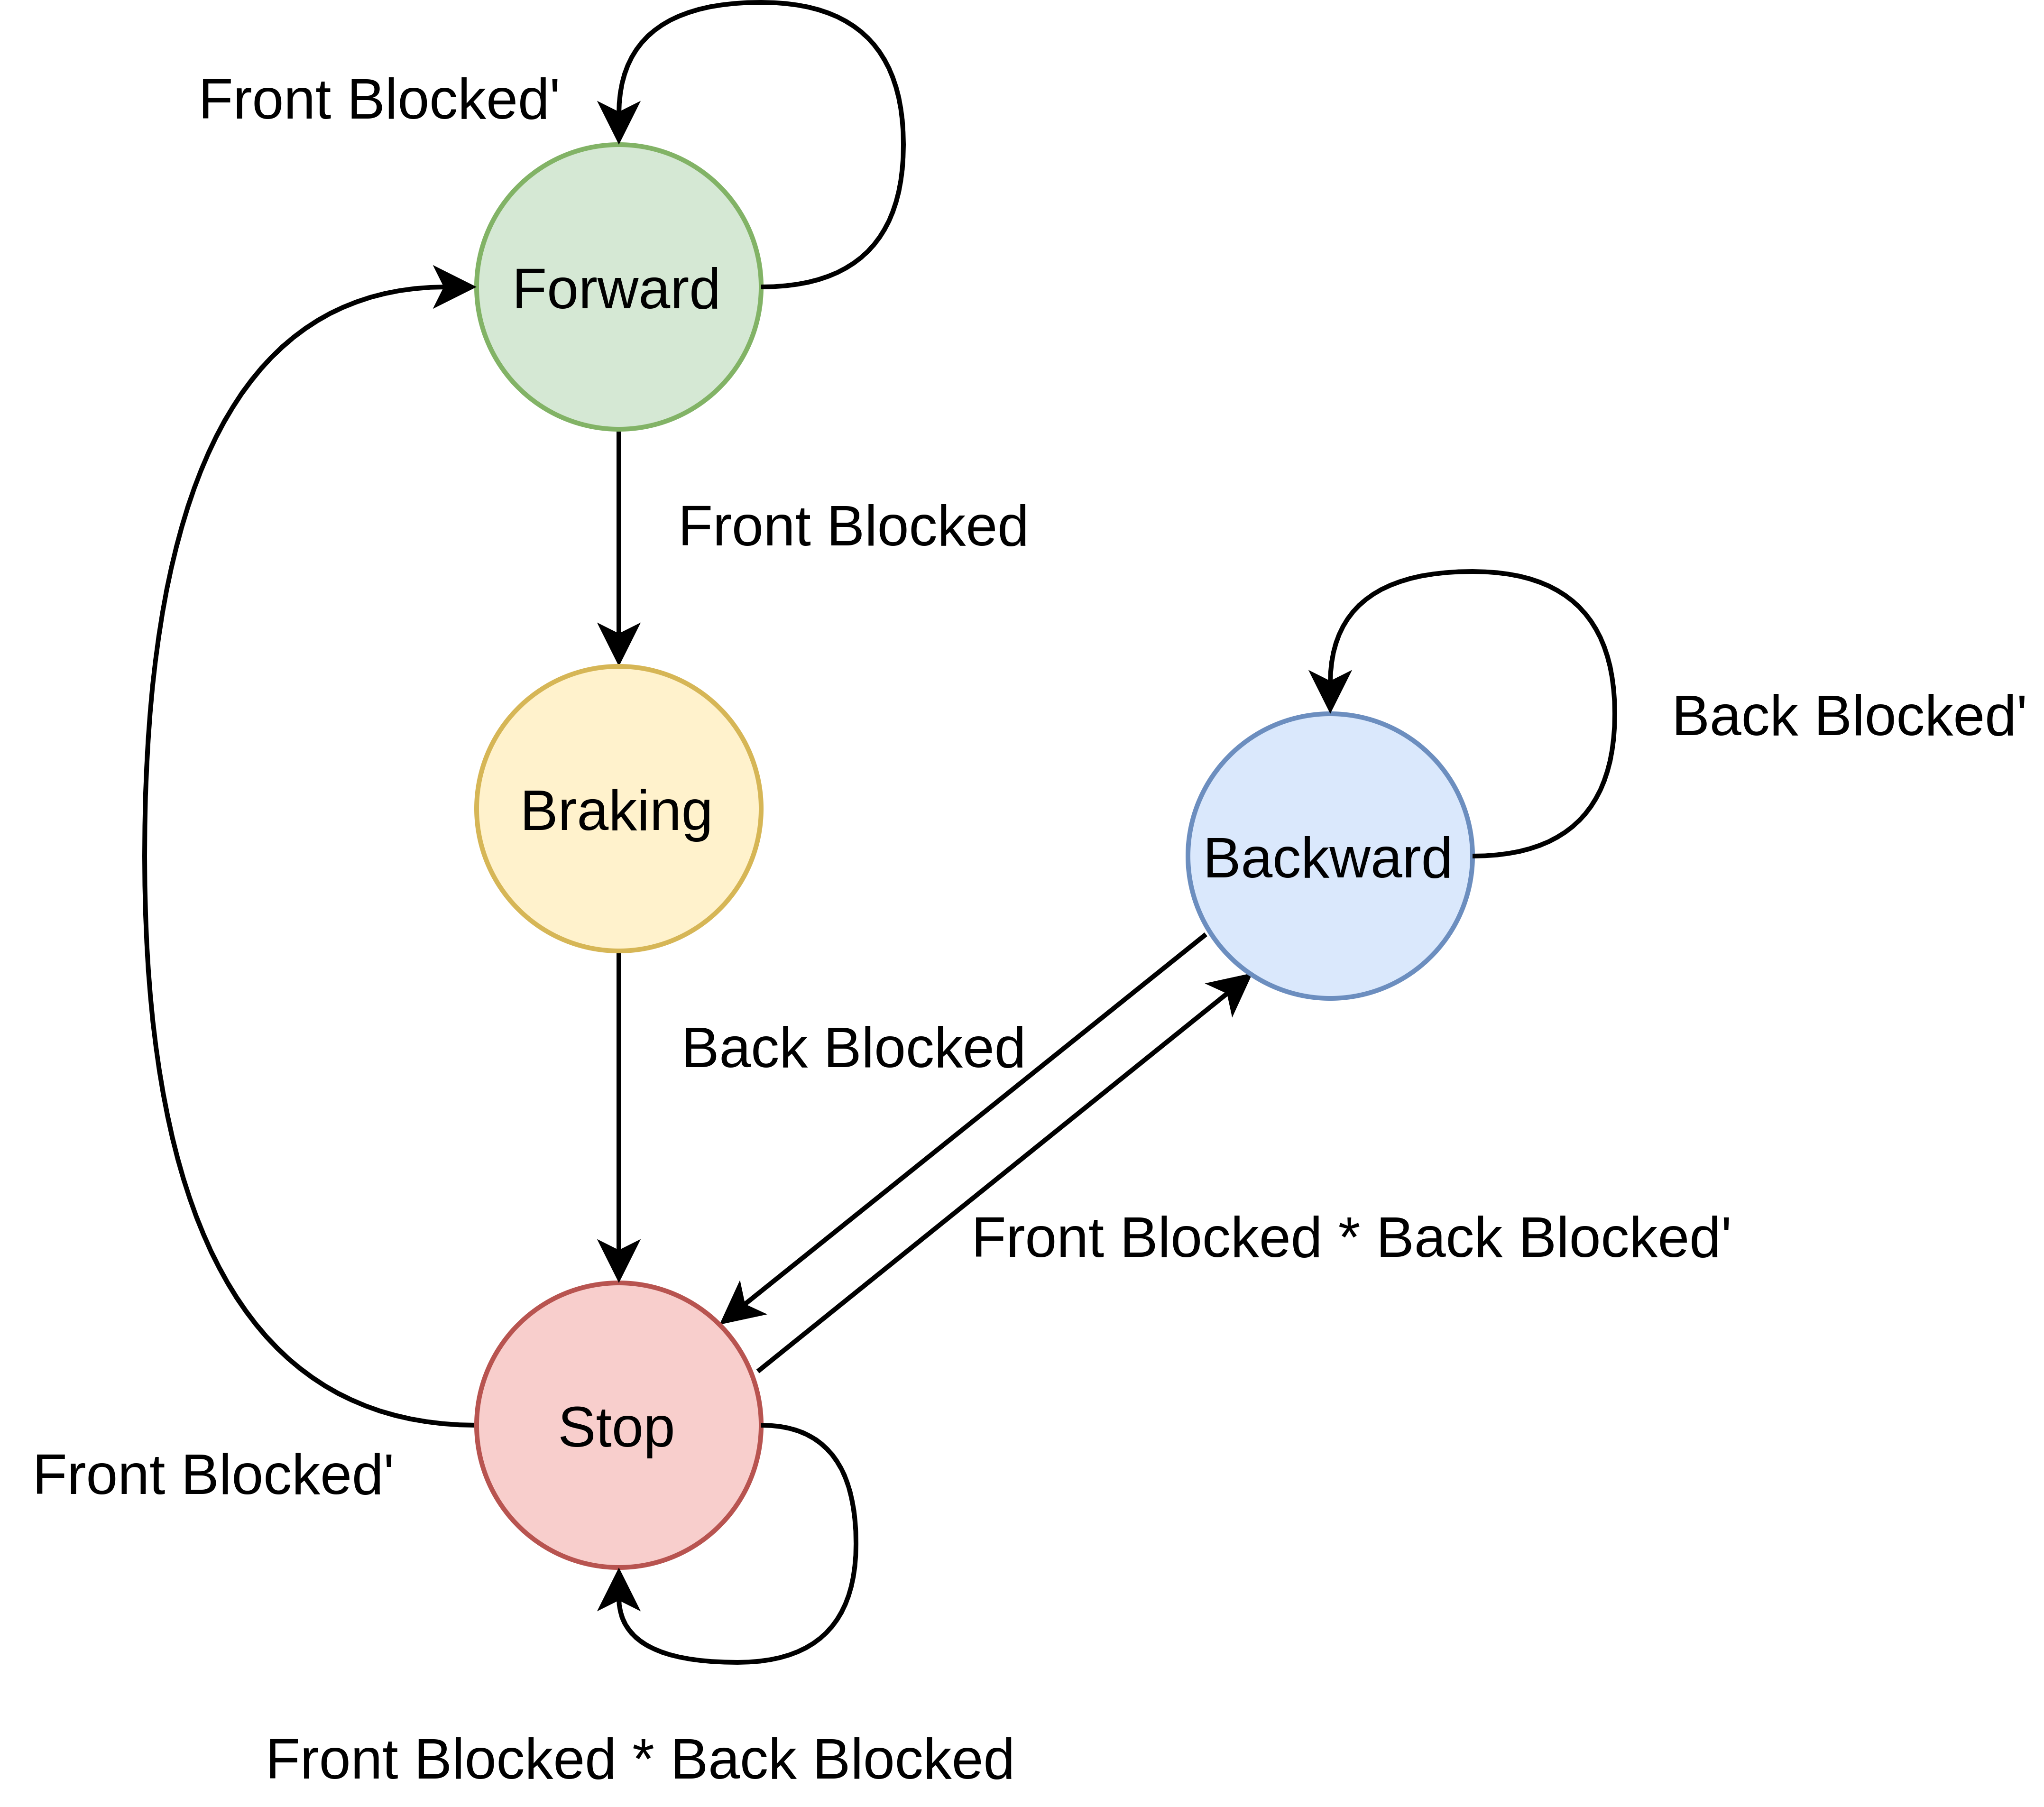 Front Blocked'
Forward
Front Blocked
Back Blocked'
Braking
Backward
Back Blocked
Front Blocked * Back Blocked'
Stop
Front Blocked'
Front Blocked * Back Blocked